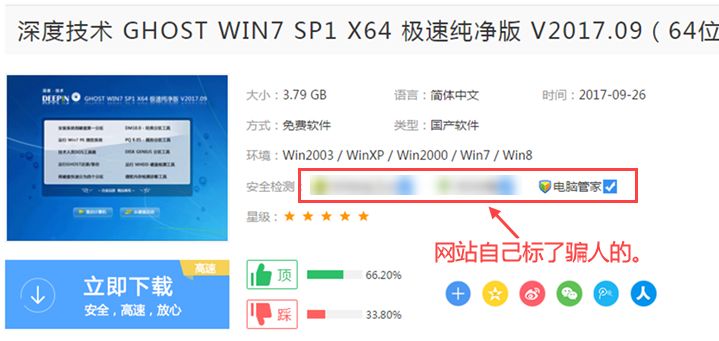 深度技术 GHOST WIN7 SP1 X64 极速纯净版 V2017.09（64位
深度·技术
DEEPIN GHOST WIN7 SP1 X64 极速纯净版 V2017.09
大小：3.79 GB 语言：简体中文 时间：2017-09-26
方式：免费软件 类型：国产软件
环境：Win2003 / WinXP / Win2000 / Win7 / Win8
安全检测 电脑管家
星级：
网站自己标了骗人的。
立即下载
高速
安全，高速，放心
顶 66.20%
踩 33.80%